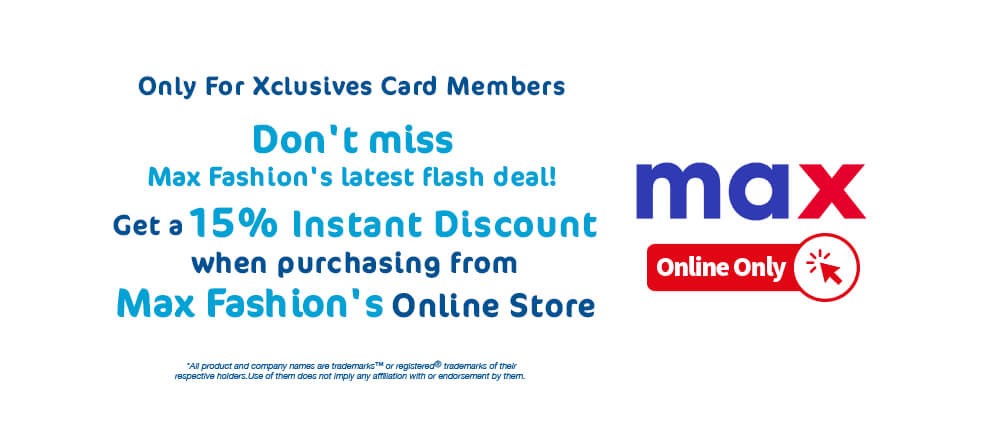 Only For Xclusives Card Members
Don't miss
Max Fashion's latest flash deal!
Get a 15% Instant Discount
when purchasing from
Max Fashion's Online Store
max
Online Only
*All product and company names are trademarks™ or registered® trademarks of their
respective holders.Use of them does not imply any affiliation with or endorsement by them.